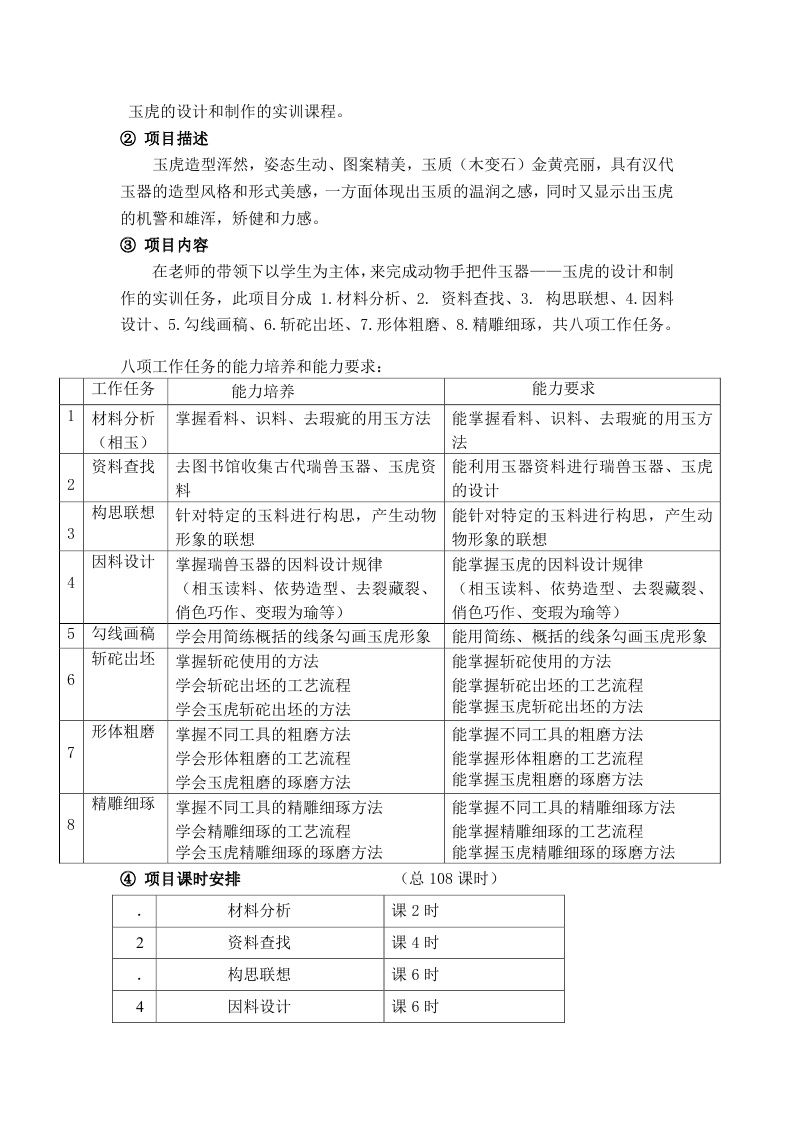 玉虎的设计和制作的实训课程。
② 项目描述
玉虎造型浑然，姿态生动、图案精美，玉质（木变石）金黄亮丽，具有汉代
玉器的造型风格和形式美感，一方面体现出玉质的温润之感，同时又显示出玉虎
的机警和雄浑，矫健和力感。
③ 项目内容
在老师的带领下以学生为主体，来完成动物手把件玉器——玉虎的设计和制
作的实训任务，此项目分成 1.材料分析、2. 资料查找、3. 构思联想、4.因料
设计、5.勾线画稿、6.斩砣出坯、7.形体粗磨、8.精雕细琢，共八项工作任务。
八项工作任务的能力培养和能力要求：
工作任务 能力培养 能力要求
1 材料分析 掌握看料、识料、去瑕疵的用玉方法 能掌握看料、识料、去瑕疵的用玉方
（相玉） 法
资料查找 去图书馆收集古代瑞兽玉器、玉虎资 能利用玉器资料进行瑞兽玉器、玉虎
2 料 的设计
构思联想 针对特定的玉料进行构思，产生动物 能针对特定的玉料进行构思，产生动
3 形象的联想 物形象的联想
因料设计 掌握瑞兽玉器的因料设计规律 能掌握玉虎的因料设计规律
4 （相玉读料、依势造型、去裂藏裂、 （相玉读料、依势造型、去裂藏裂、
俏色巧作、变瑕为瑜等） 俏色巧作、变瑕为瑜等）
5 勾线画稿 学会用简练概括的线条勾画玉虎形象 能用简练、概括的线条勾画玉虎形象
斩砣出坯 掌握斩砣使用的方法 能掌握斩砣使用的方法
6 学会斩砣出坯的工艺流程 能掌握斩砣出坯的工艺流程
学会玉虎斩砣出坯的方法 能掌握玉虎斩砣出坯的方法
形体粗磨 掌握不同工具的粗磨方法 能掌握不同工具的粗磨方法
7 学会形体粗磨的工艺流程 能掌握形体粗磨的工艺流程
学会玉虎粗磨的琢磨方法 能掌握玉虎粗磨的琢磨方法
精雕细琢 掌握不同工具的精雕细琢方法 能掌握不同工具的精雕细琢方法
8 学会精雕细琢的工艺流程 能掌握精雕细琢的工艺流程
学会玉虎精雕细琢的琢磨方法 能掌握玉虎精雕细琢的琢磨方法
④ 项目课时安排 （总 108 课时）
. 材料分析 课 2 时
2 资料查找 课 4 时
. 构思联想 课 6 时
4 因料设计 课 6 时